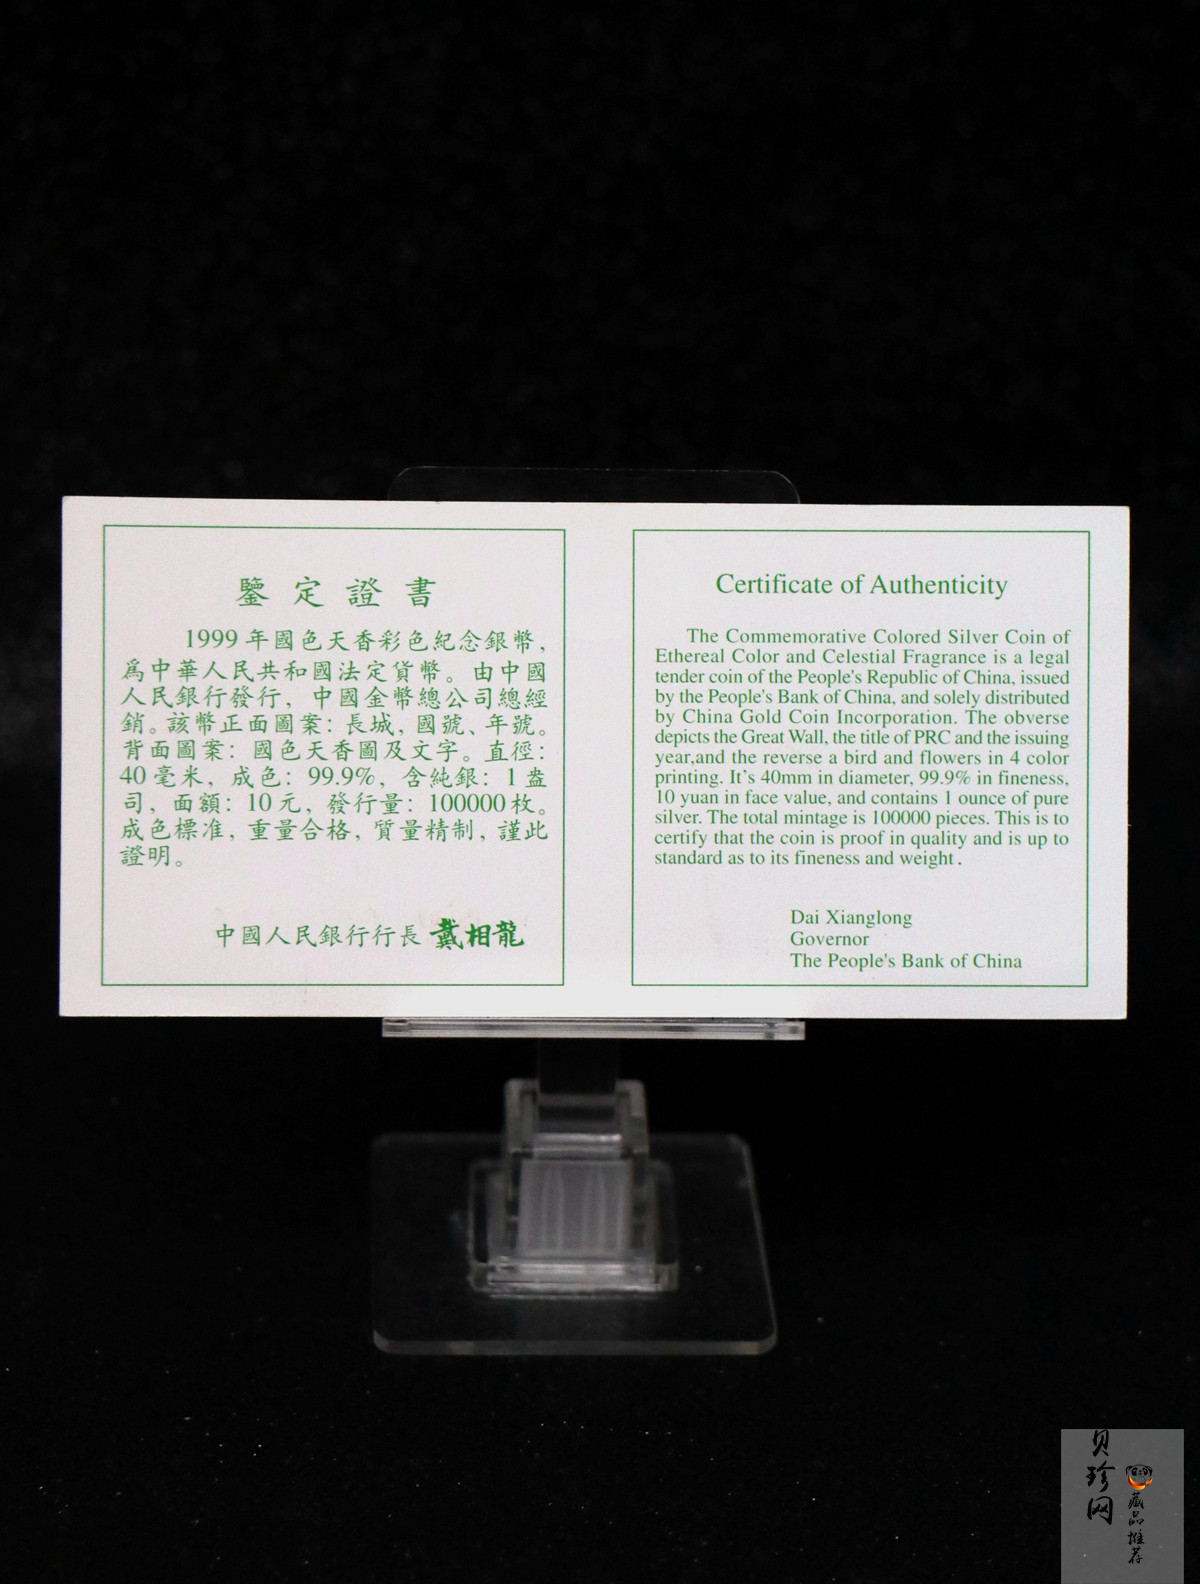 鑒定證書
1999年國色天香彩色紀念銀幣，
爲中華人民共和國法定貨幣。由中國
人民銀行發行，中國金幣總公司總經
銷。該幣正面圖案：長城，國號、年號。
背面圖案：國色天香圖及文字。直徑：
40毫米，成色：99.9%，含純銀：1盎
司，面額：10元，發行量：100000枚。
成色標准，重量合格，質量精制，謹此
證明。
中國人民銀行行長 戴相龍
Certificate of Authenticity
The Commemorative Colored Silver Coin of
Ethereal Color and Celestial Fragrance is a legal
tender coin of the People's Republic of China, issued
by the People's Bank of China, and solely distributed
by China Gold Coin Incorporation. The obverse
depicts the Great Wall, the title of PRC and the issuing
year,and the reverse a bird and flowers in 4 color
printing. It's 40mm in diameter, 99.9% in fineness,
10 yuan in face value, and contains 1 ounce of pure
silver. The total mintage is 100000 pieces. This is to
certify that the coin is proof in quality and is up to
standard as to its fineness and weight.
Dai Xianglong
Governor
The People's Bank of China
贝珍网
藏品推荐